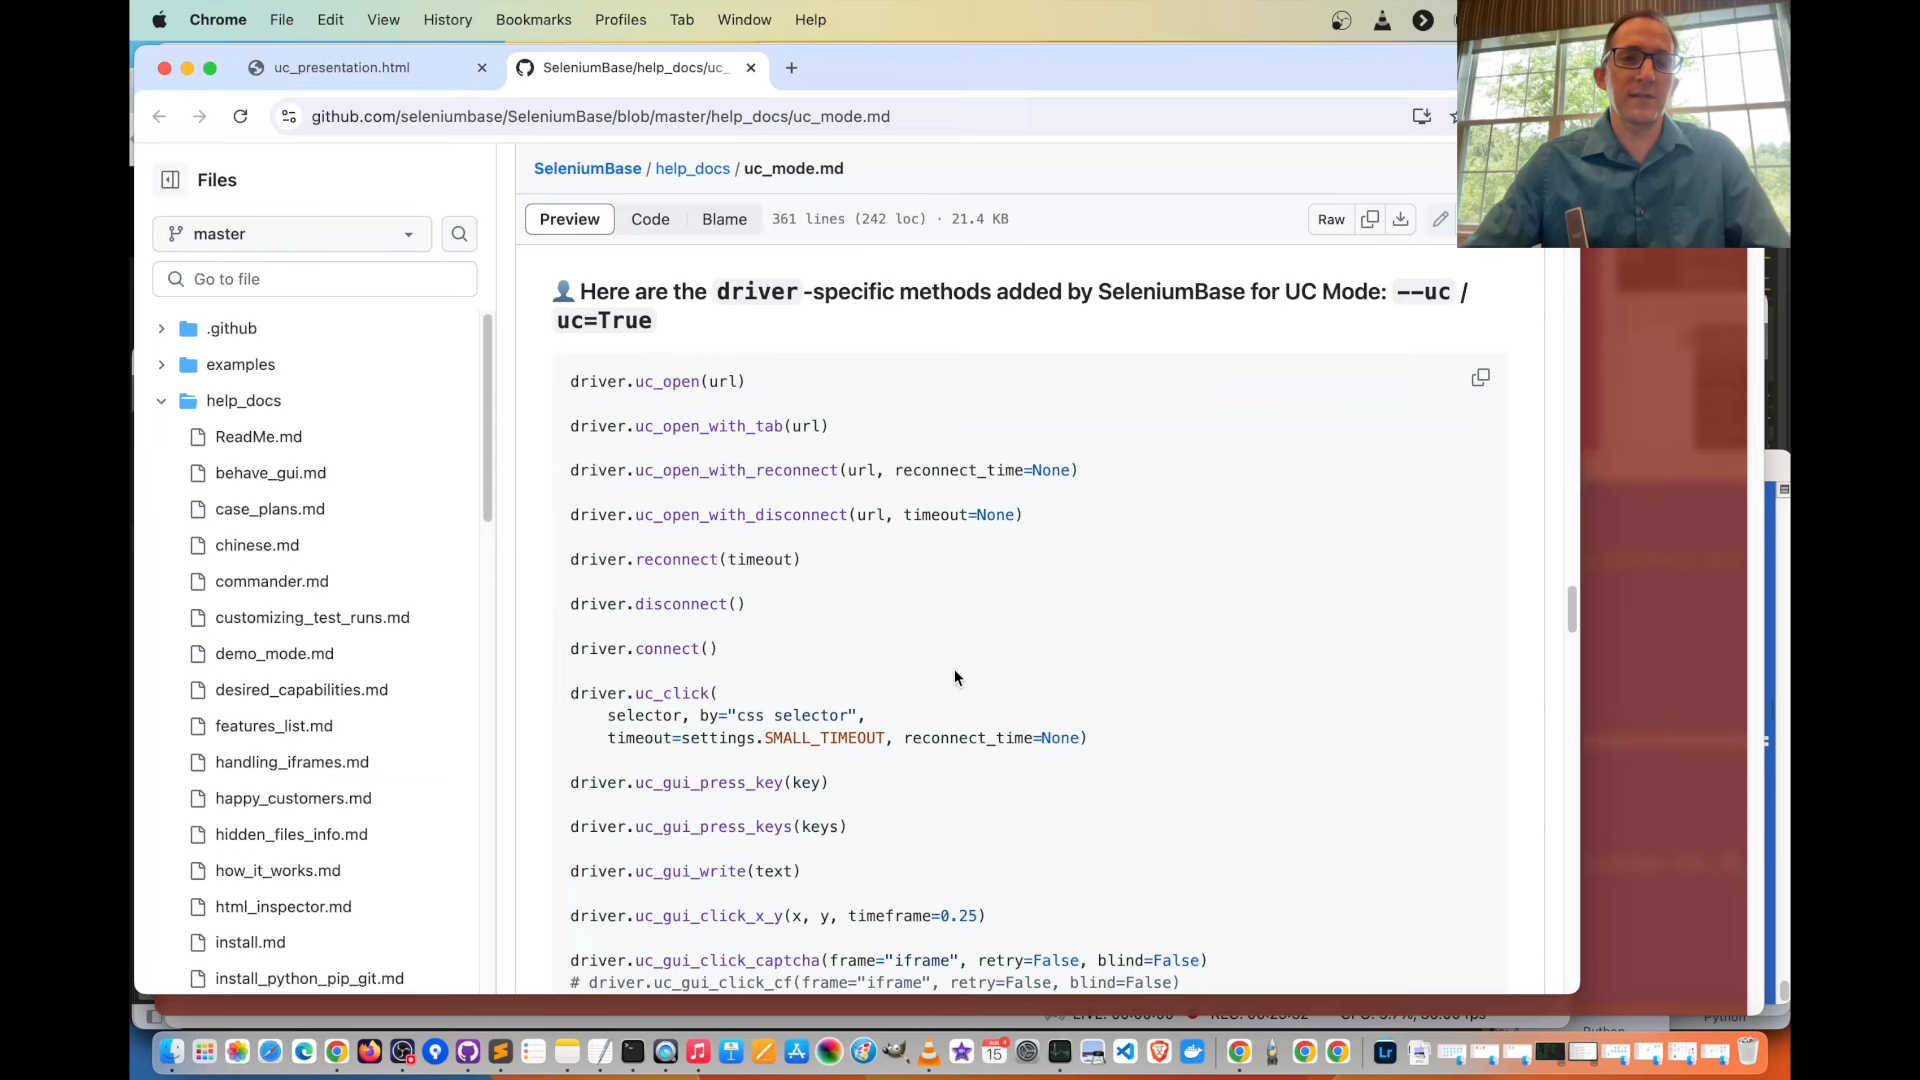 Chrome File Edit View History Bookmarks Profiles Tab Window Help
uc_presentation.html
SeleniumBase/help_docs/uc_
github.com/seleniumbase/SeleniumBase/blob/master/help_docs/uc_mode.md
Files
SeleniumBase / help_docs / uc_mode.md
master
Preview Code Blame 361 lines (242 loc) · 21.4 KB Raw
Go to file
.github
examples
help_docs
ReadMe.md
behave_gui.md
case_plans.md
chinese.md
commander.md
customizing_test_runs.md
demo_mode.md
desired_capabilities.md
features_list.md
handling_iframes.md
happy_customers.md
hidden_files_info.md
how_it_works.md
html_inspector.md
install.md
install_python_pip_git.md
👤 Here are the driver-specific methods added by SeleniumBase for UC Mode: --uc /
uc=True
driver.uc_open(url)
driver.uc_open_with_tab(url)
driver.uc_open_with_reconnect(url, reconnect_time=None)
driver.uc_open_with_disconnect(url, timeout=None)
driver.reconnect(timeout)
driver.disconnect()
driver.connect()
driver.uc_click(
selector, by="css selector",
timeout=settings.SMALL_TIMEOUT, reconnect_time=None)
driver.uc_gui_press_key(key)
driver.uc_gui_press_keys(keys)
driver.uc_gui_write(text)
driver.uc_gui_click_x_y(x, y, timeframe=0.25)
driver.uc_gui_click_captcha(frame="iframe", retry=False, blind=False)
# driver.uc_gui_click_cf(frame="iframe", retry=False, blind=False)
Python
15
Lr